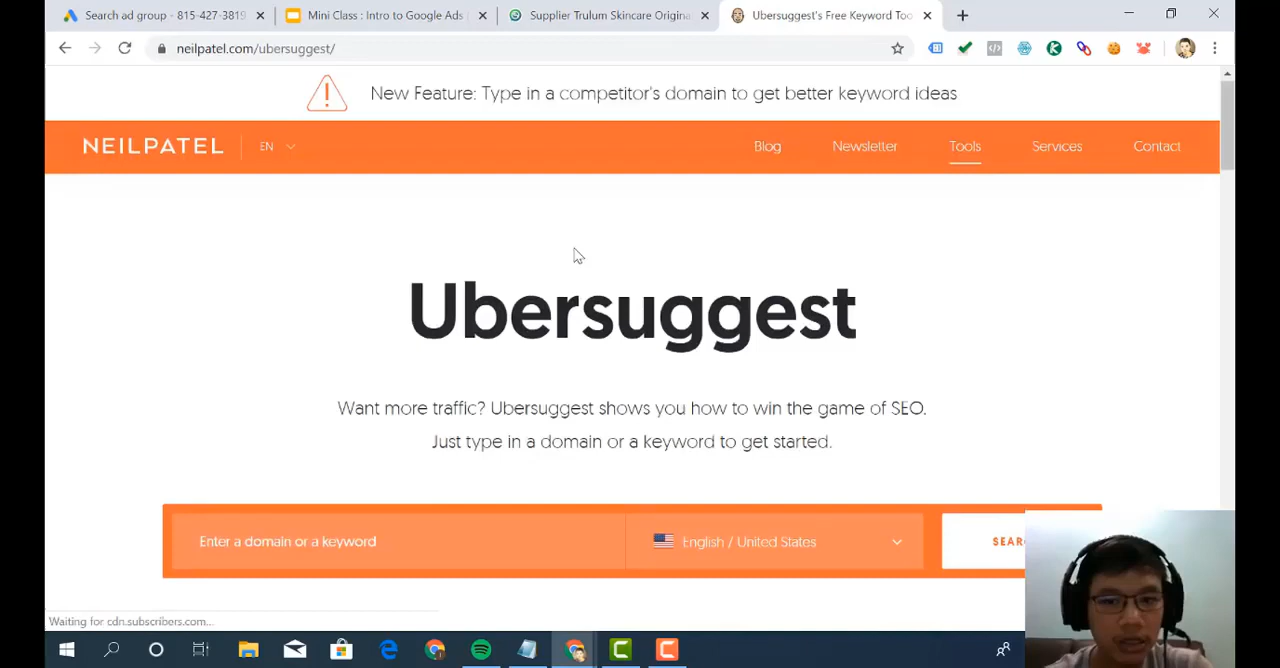 Search ad group - 815-427-3819
Mini Class : Intro to Google Ads
Supplier Trulum Skincare Origina
Ubersuggest's Free Keyword Too
neilpatel.com/ubersuggest/
New Feature: Type in a competitor's domain to get better keyword ideas
NEILPATEL
EN
Blog
Newsletter
Tools
Services
Contact
Ubersuggest
Want more traffic? Ubersuggest shows you how to win the game of SEO.
Just type in a domain or a keyword to get started.
Enter a domain or a keyword
English / United States
SEAR
Waiting for cdn.subscribers.com...